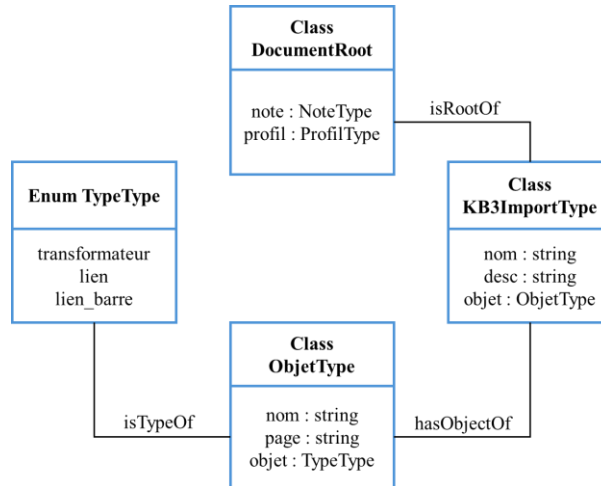 Class
DocumentRoot
note : NoteType
profil : ProfilType
isRootOf
Enum TypeType
transformateur
lien
lien_barre
Class
KB3ImportType
nom : string
desc : string
objet : ObjetType
Class
ObjetType
nom : string
page : string
objet : TypeType
isTypeOf
hasObjectOf